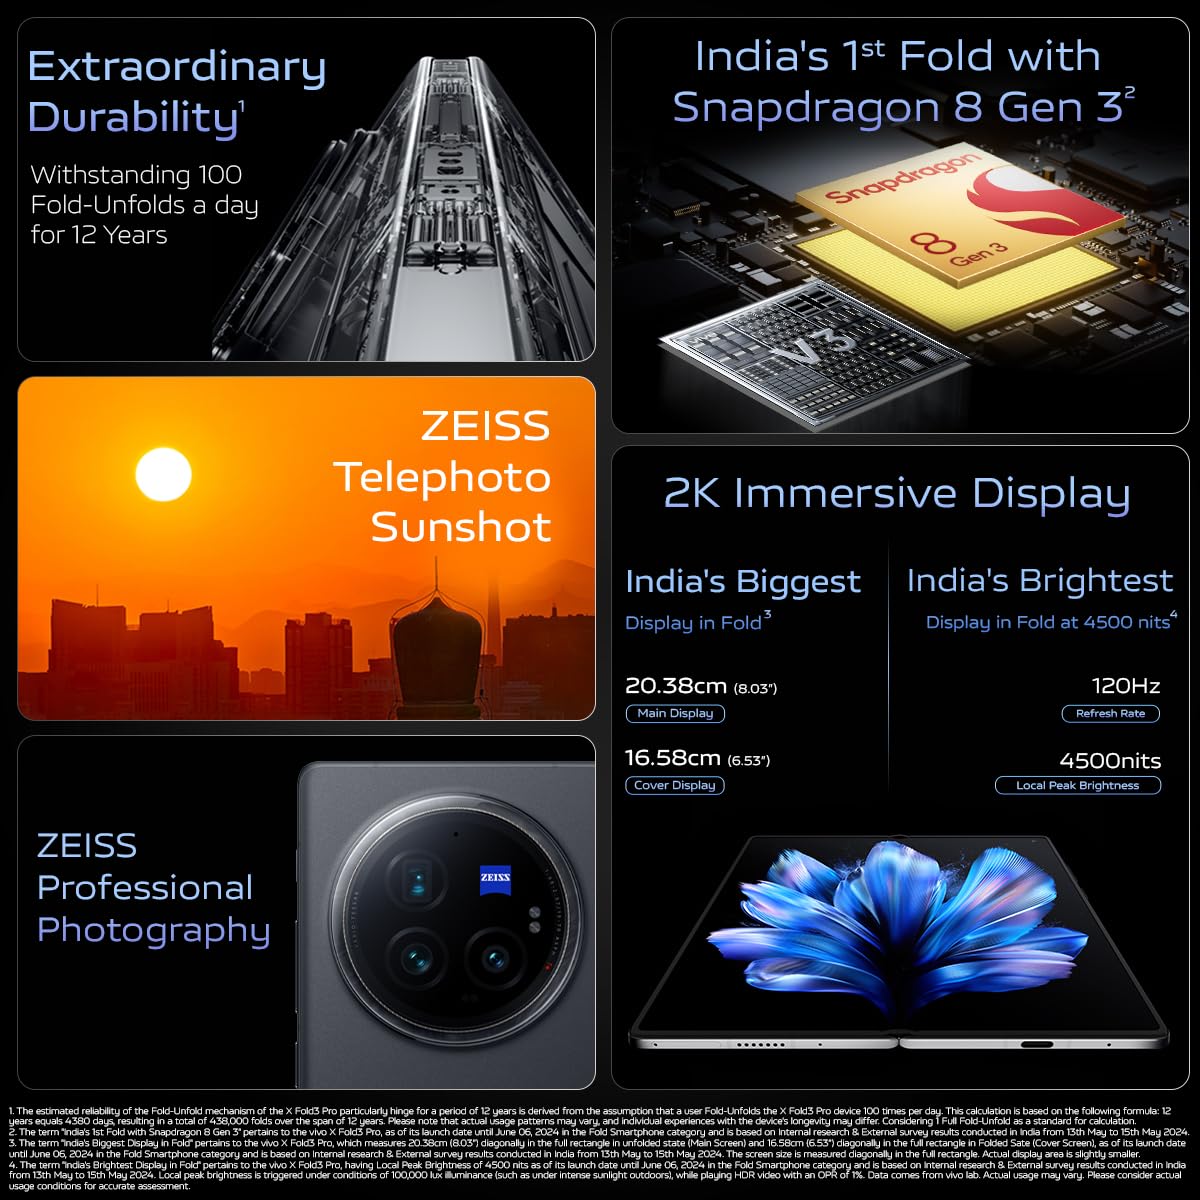 Extraordinary
Durability¹
Withstanding 100
Fold-Unfolds a day
for 12 Years
India's 1st Fold with
Snapdragon 8 Gen 3²
Snapdragon
8
Gen 3
V3
ZEISS
Telephoto
Sunshot
2K Immersive Display
India's Biggest
Display in Fold³
20.38cm (8.03")
Main Display
16.58cm (6.53")
Cover Display
India's Brightest
Display in Fold at 4500 nits⁴
120Hz
Refresh Rate
4500nits
Local Peak Brightness
ZEISS
Professional
Photography
ZEISS
1. The estimated reliability of the Fold-Unfold mechanism of the X Fold3 Pro particularly hinge for a period of 12 years is derived from the assumption that a user Fold-Unfolds the X Fold3 Pro device 100 times per day. This calculation is based on the following formula: 12
years equals 4380 days, resulting in a total of 438,000 folds over the span of 12 years. Please note that actual usage patterns may vary, and individual experiences with the device's longevity may differ. Considering 1 Full Fold-Unfold as a standard for calculation.
2. The term "India's 1st Fold with Snapdragon 8 Gen 3" pertains to the vivo X Fold3 Pro, as of its launch date until June 06, 2024 in the Fold Smartphone category and is based on Internal research & External survey results conducted in India from 13th May to 15th May 2024.
3. The term "India's Biggest Display in Fold" pertains to the vivo X Fold3 Pro, which measures 20.38cm (8.03") diagonally in the full rectangle in unfolded state (Main Screen) and 16.58cm (6.53") diagonally in the full rectangle in Folded Sate (Cover Screen), as of its launch date
until June 06, 2024 in the Fold Smartphone category and is based on Internal research & External survey results conducted in India from 13th May to 15th May 2024. The screen size is measured diagonally in the full rectangle. Actual display area is slightly smaller.
4. The term "India's Brightest Display in Fold" pertains to the vivo X Fold3 Pro, having Local Peak Brightness of 4500 nits as of its launch date until June 06, 2024 in the Fold Smartphone category and is based on Internal research & External survey results conducted in India
from 13th May to 15th May 2024. Local peak brightness is triggered under conditions of 100,000 lux illuminance (such as under intense sunlight outdoors), while playing HDR video with an OPR of 1%. Data comes from vivo lab. Actual usage may vary. Please consider actual
usage conditions for accurate assessment.